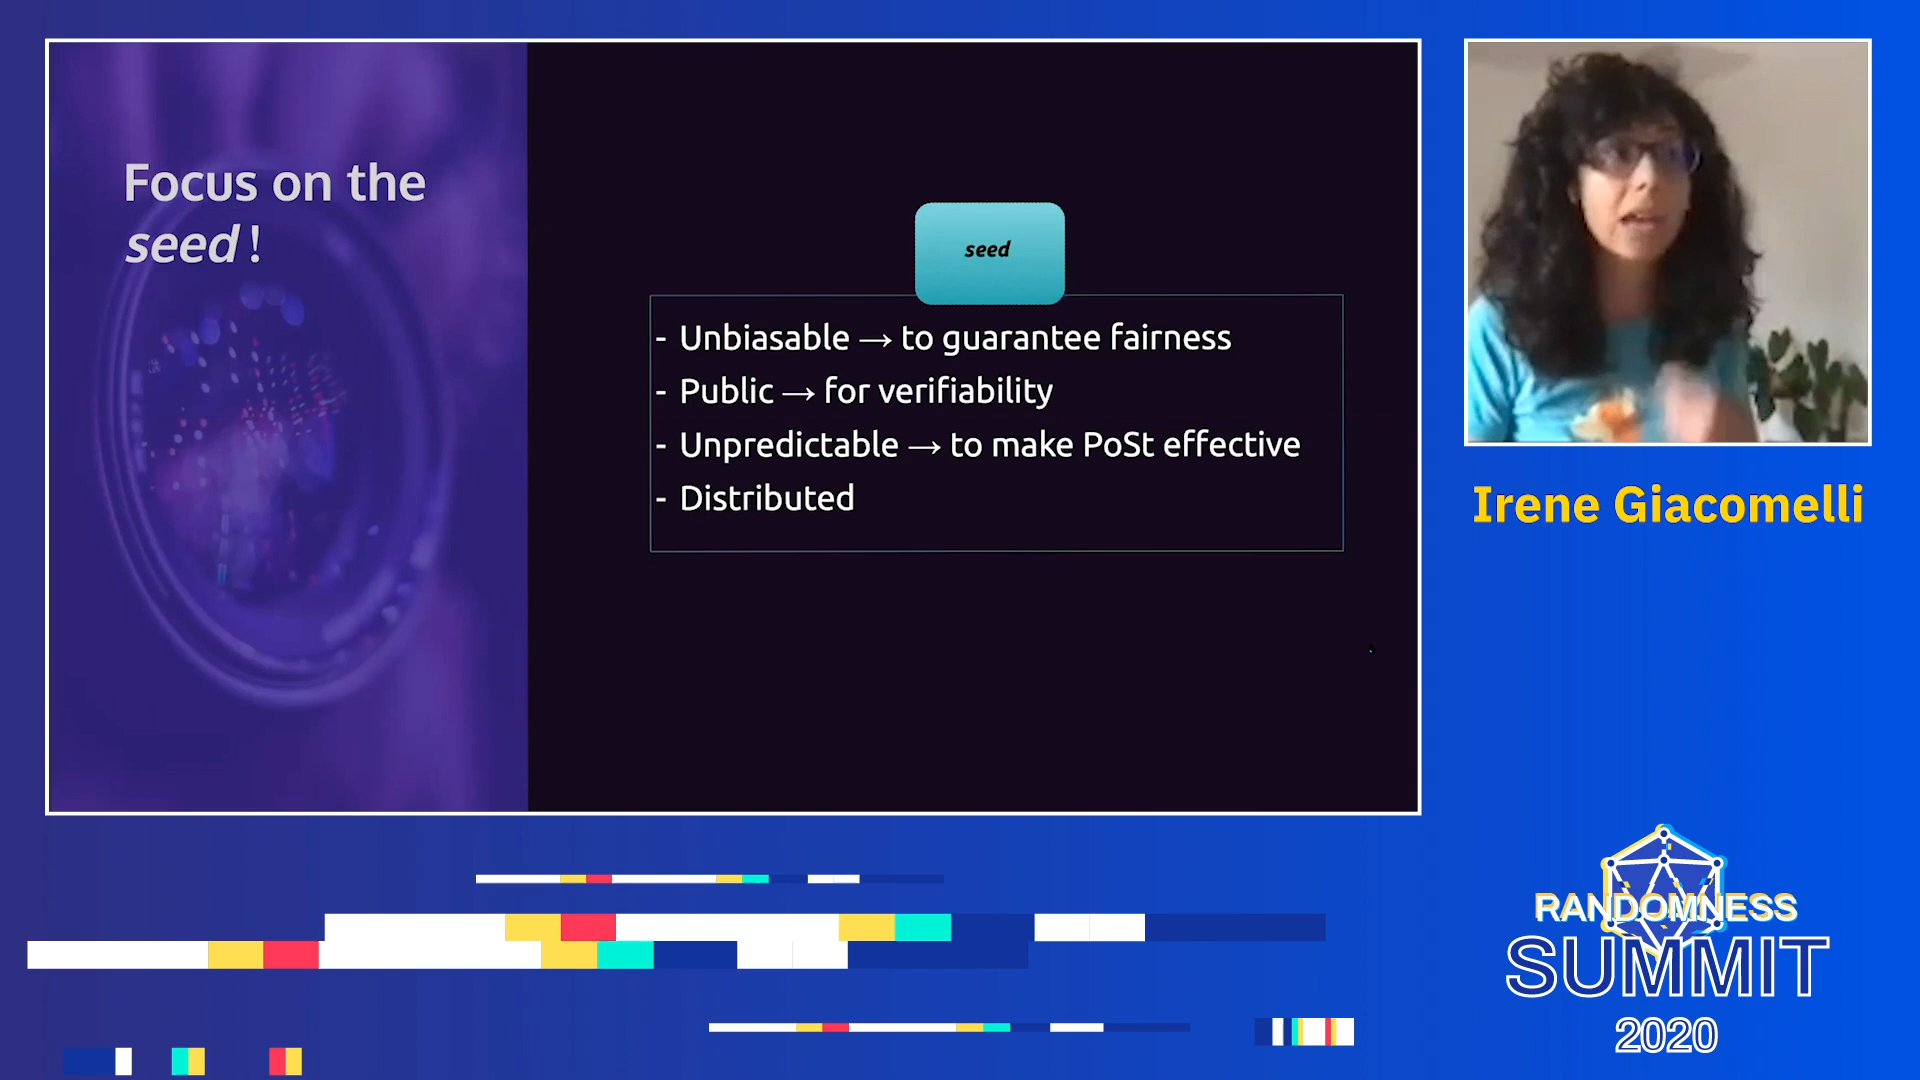 Focus on the
seed !
seed
- Unbiasable → to guarantee fairness
- Public → for verifiability
- Unpredictable → to make PoSt effective
- Distributed
Irene Giacomelli
RANDOMNESS
SUMMIT
2020